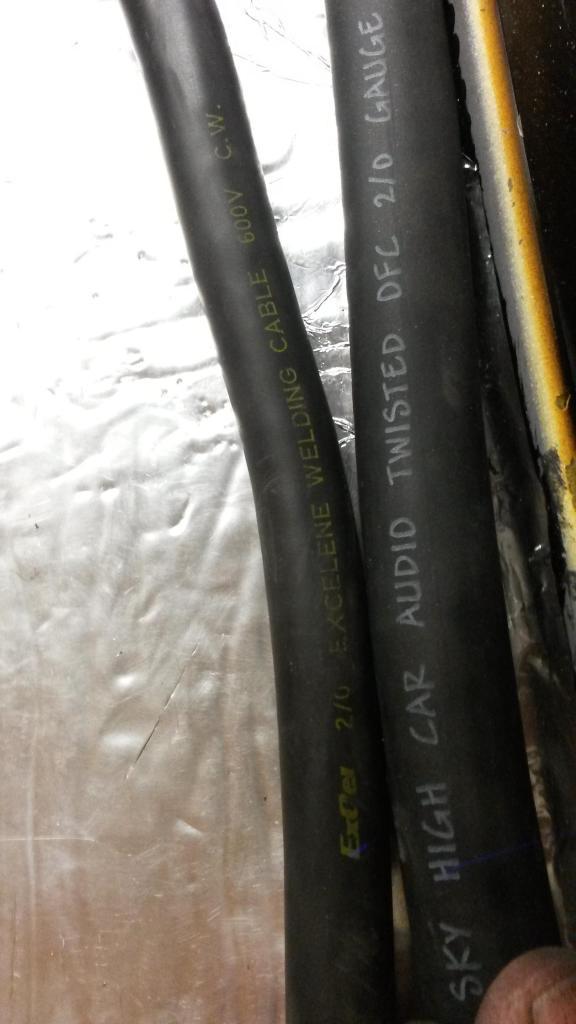 ExCel 2/0 EXCELENE WELDING CABLE 600V C.W.
SKY HIGH CAR AUDIO TWISTED OFC 2/0 GAUGE